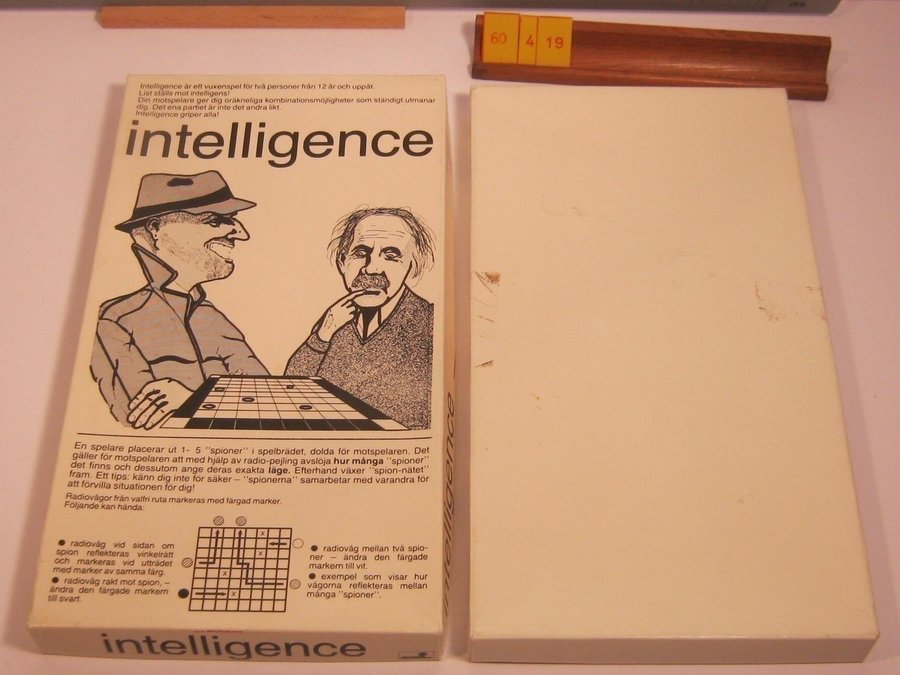 60 4 19
Intelligence är ett vuxenspel för två personer från 12 år och uppåt.
List ställs mot intelligens!
Din motspelare ger dig oräkneliga kombinationsmöjligheter som ständigt utmanar
dig. Det ena partiet är inte det andra likt.
Intelligence griper alla!
intelligence
En spelare placerar ut 1- 5 "spioner" i spelbrädet, dolda för motspelaren. Det
gäller för motspelaren att med hjälp av radio-pejling avslöja hur många "spioner"
det finns och dessutom ange deras exakta läge. Efterhand växer "spion-nätet"
fram. Ett tips: känn dig inte för säker – "spionerna" samarbetar med varandra för
att förvilla situationen för dig!
Radiovågor från valfri ruta markeras med färgad marker.
Följande kan hända:
● radiovåg vid sidan om
spion reflekteras vinkelrätt
och markeras vid utträdet
med marker av samma färg.
● radiovåg rakt mot spion, –
ändra den färgade markern
till svart.
x
x
x
x
● radiovåg mellan två spio-
ner – ändra den färgade
markern till vit.
● exempel som visar hur
vågorna reflekteras mellan
många "spioner".
intelligence
intelligence